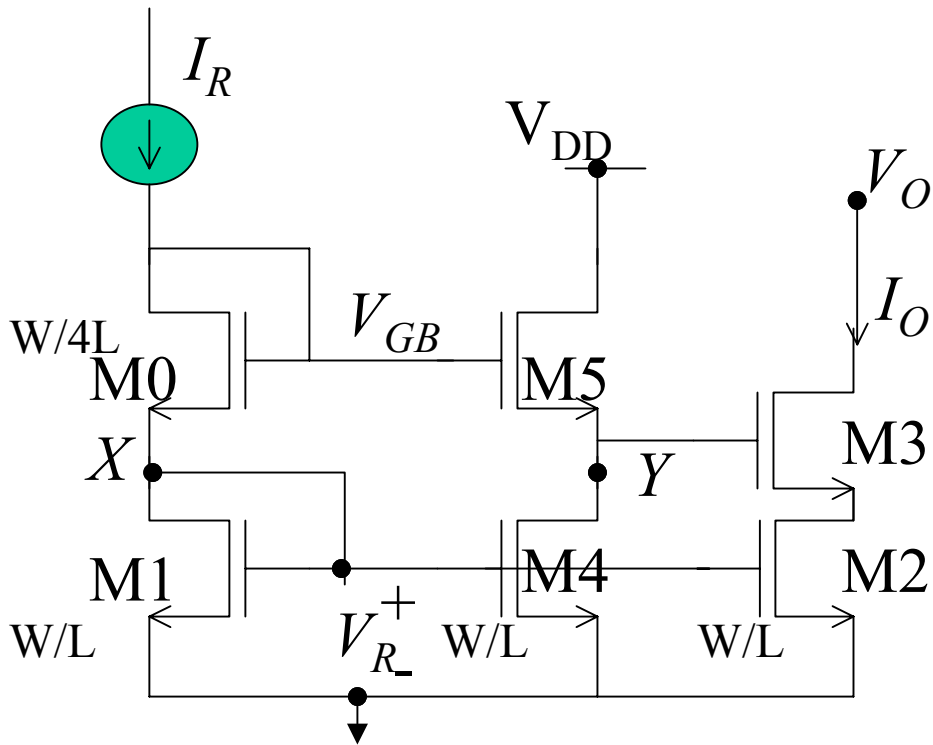 I_R
V_DD
V_O
I_O
V_GB
W/4L
M0
M5
M3
X
Y
M1
M4
M2
V_R
+
-
W/L
W/L
W/L